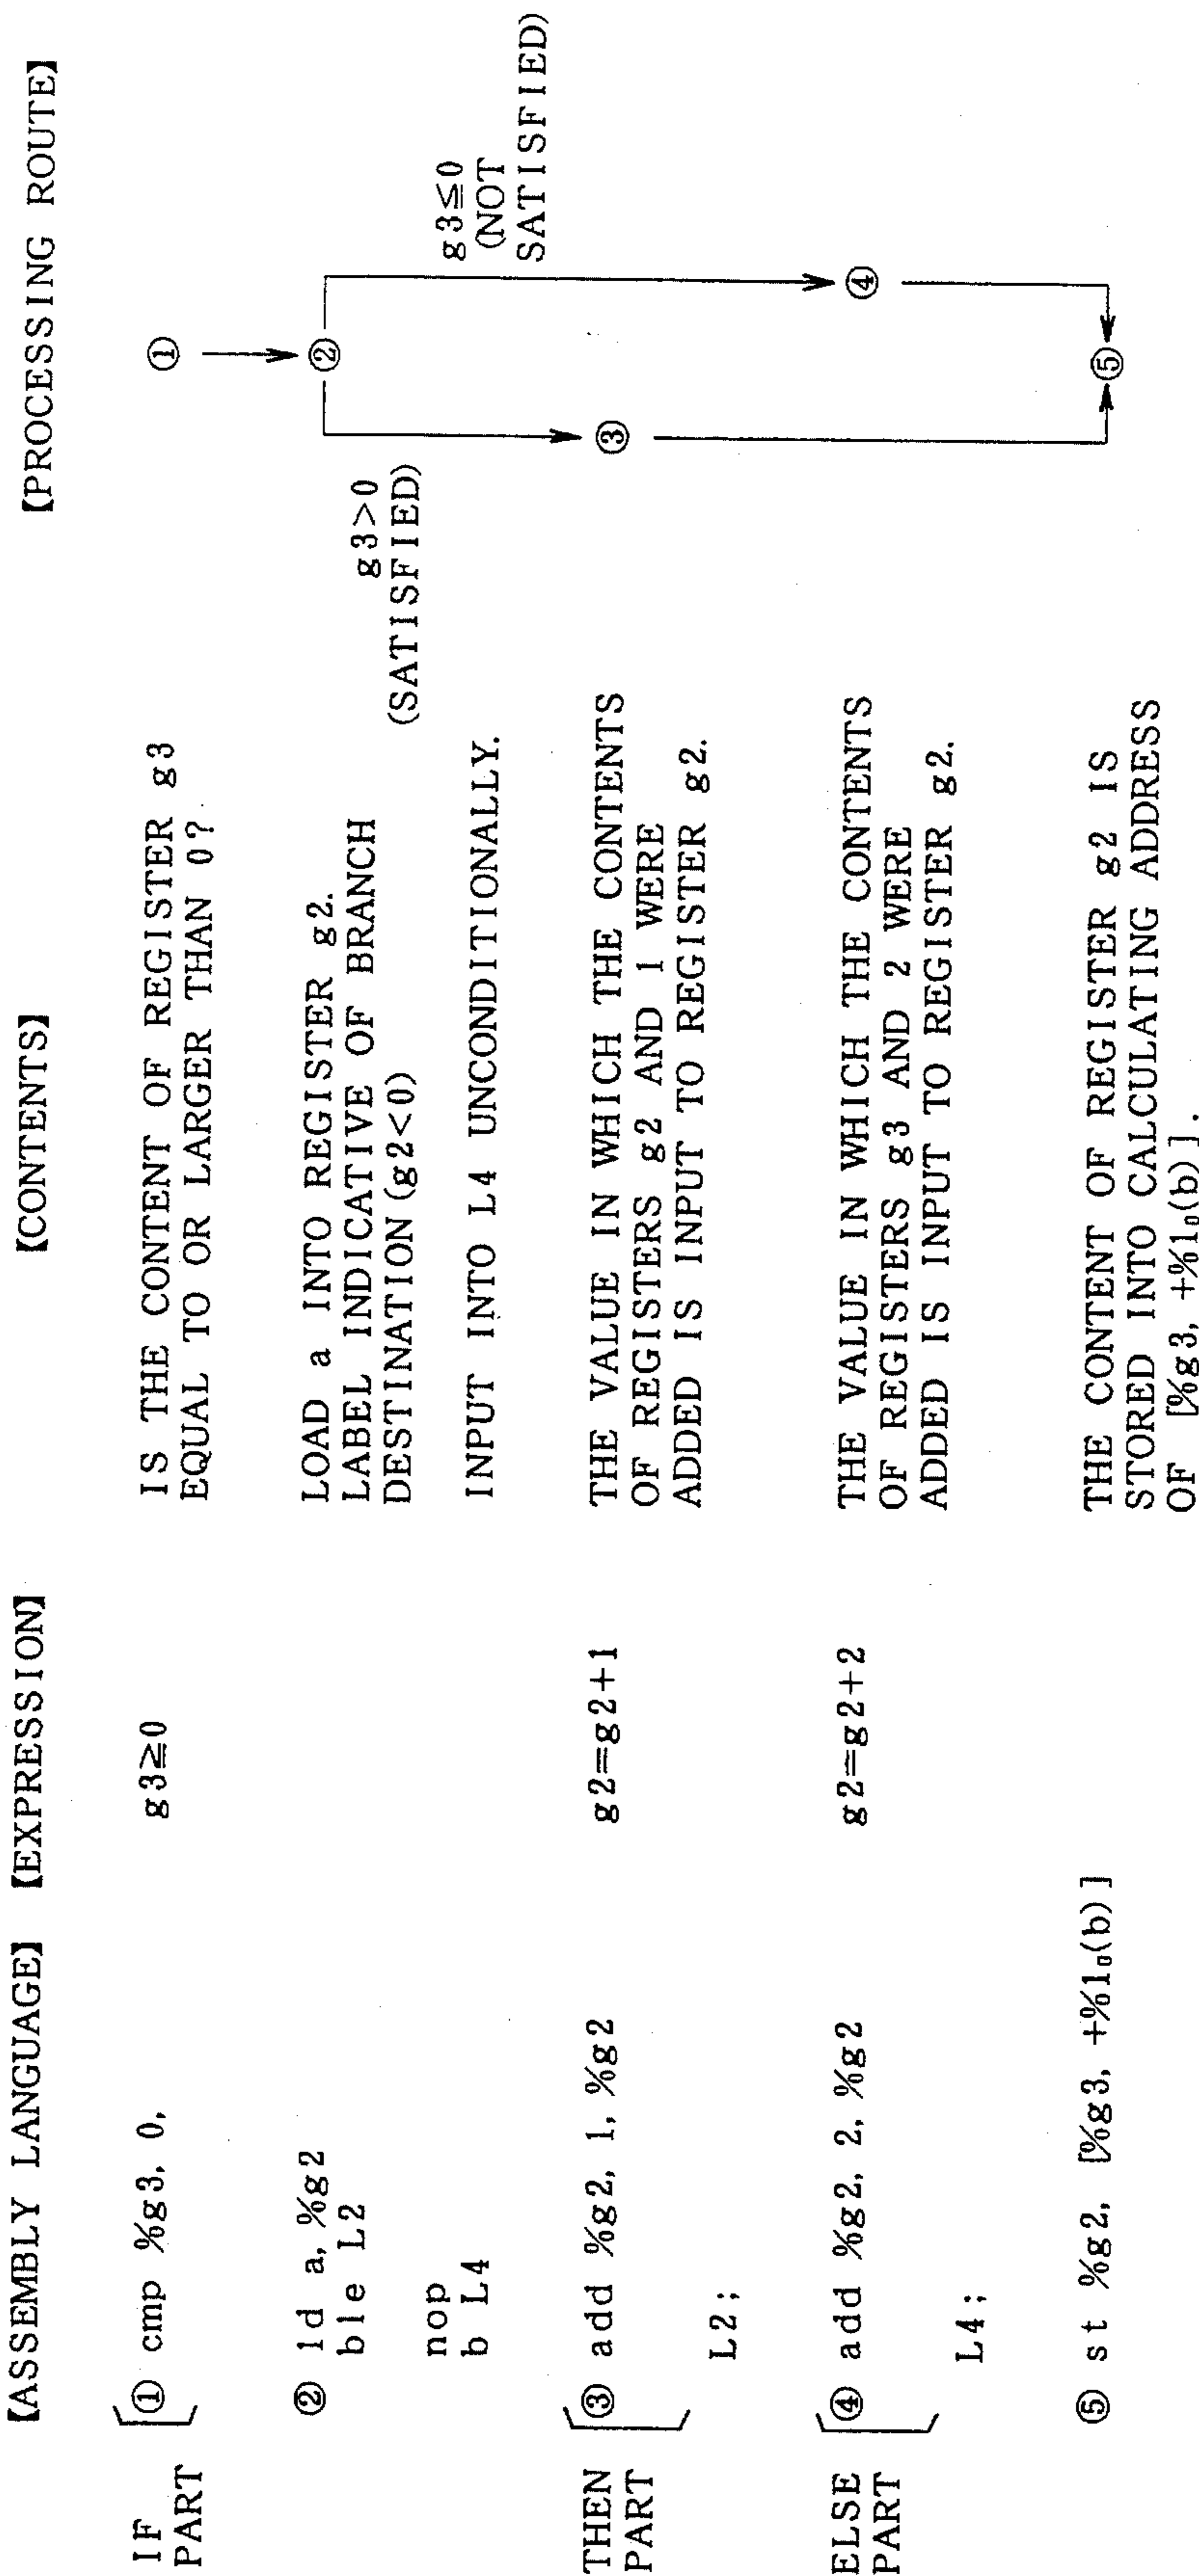 【ASSEMBLY LANGUAGE】 【EXPRESSION】 【CONTENTS】 【PROCESSING ROUTE】
IF
PART
① cmp %g3, 0,
g3≧0
IS THE CONTENT OF REGISTER g3
EQUAL TO OR LARGER THAN 0?
①
② ld a, %g2
ble L2
nop
b L4
LOAD a INTO REGISTER g2.
LABEL INDICATIVE OF BRANCH
DESTINATION (g2<0)
INPUT INTO L4 UNCONDITIONALLY.
②
g3>0
(SATISFIED)
g3≦0
(NOT
SATISFIED)
THEN
PART
③ add %g2, 1, %g2
L2;
g2=g2+1
THE VALUE IN WHICH THE CONTENTS
OF REGISTERS g2 AND 1 WERE
ADDED IS INPUT TO REGISTER g2.
③
ELSE
PART
④ add %g2, 2, %g2
L4;
g2=g2+2
THE VALUE IN WHICH THE CONTENTS
OF REGISTERS g3 AND 2 WERE
ADDED IS INPUT TO REGISTER g2.
④
⑤ st %g2, [%g3, +%l₀(b)]
THE CONTENT OF REGISTER g2 IS
STORED INTO CALCULATING ADDRESS
OF [%g3, +%l₀(b)].
⑤